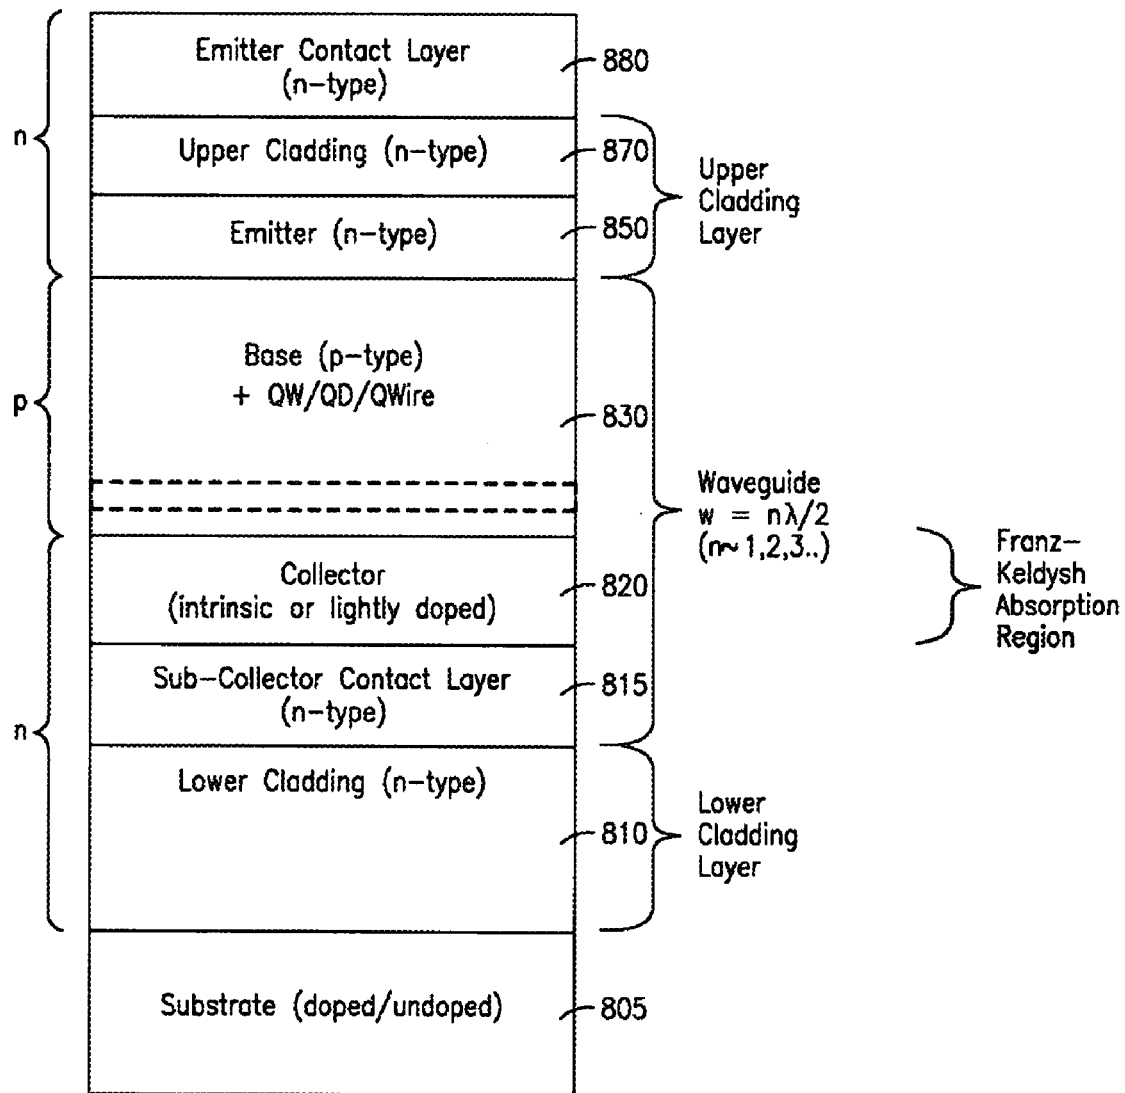 Emitter Contact Layer
(n-type)
880
n
Upper Cladding (n-type)
870
Upper
Cladding
Layer
Emitter (n-type)
850
Base (p-type)
+ QW/QD/QWire
830
p
Waveguide
w = nλ/2
(n~1,2,3..)
Collector
(intrinsic or lightly doped)
820
Franz-
Keldysh
Absorption
Region
Sub-Collector Contact Layer
(n-type)
815
n
Lower Cladding (n-type)
810
Lower
Cladding
Layer
Substrate (doped/undoped)
805